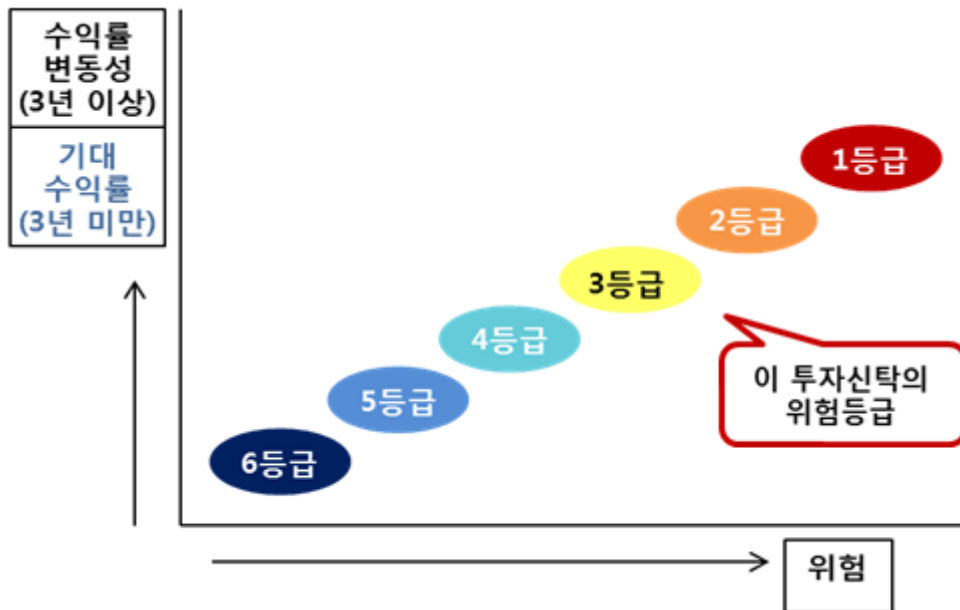 수익률
변동성
(3년 이상)
기대
수익률
(3년 미만)
1등급
2등급
3등급
4등급
5등급
6등급
이 투자신탁의
위험등급
위험